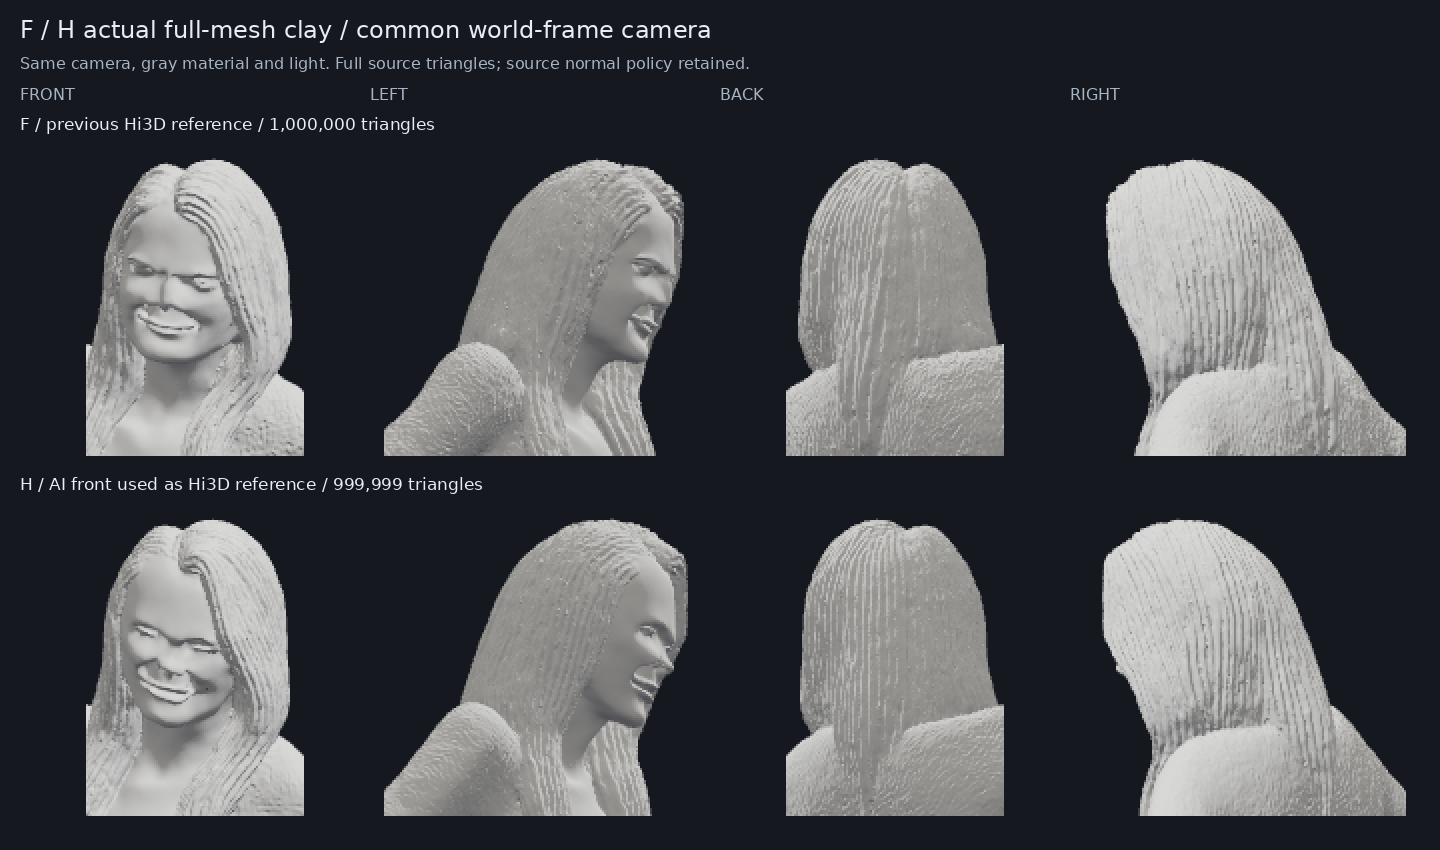 F / H actual full-mesh clay / common world-frame camera
Same camera, gray material and light. Full source triangles; source normal policy retained.
FRONT LEFT BACK RIGHT
F / previous Hi3D reference / 1,000,000 triangles
H / AI front used as Hi3D reference / 999,999 triangles